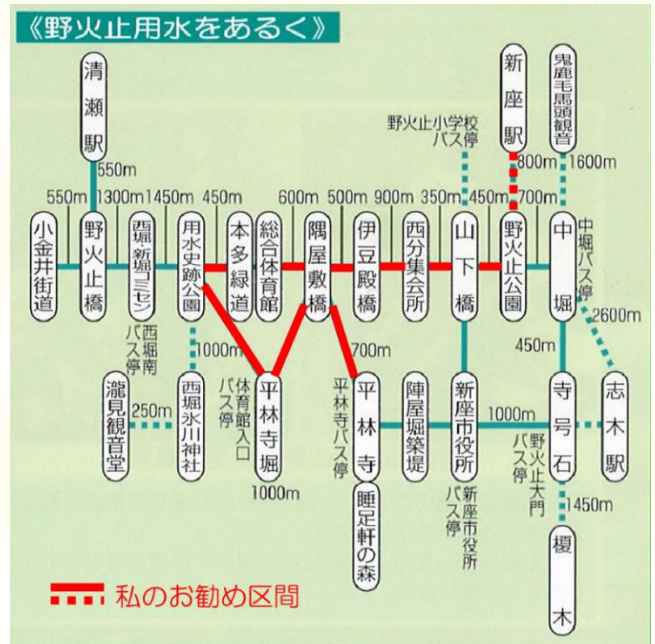 《野火止用水をあるく》
清瀬駅
新座駅
鬼鹿毛馬頭観音
野火止小学校
バス停
550m
800m
1600m
550m
1300m
1450m
450m
600m
500m
900m
350m
450m
700m
小金井街道
野火止橋
西堀・新堀コミセン
用水史跡公園
本多緑道
総合体育館
隅屋敷橋
伊豆殿橋
西分集会所
山下橋
野火止公園
中堀
中堀バス停
西堀南
バス停
1000m
700m
450m
2600m
250m
1000m
瀧見観音堂
西堀氷川神社
体育館入口
バス停
平林寺堀
1000m
平林寺バス停
平林寺
睡足軒の森
陣屋堀築堤
新座市役所
新座市役所
バス停
野火止大門
バス停
寺号石
志木駅
1450m
榎木
私のお勧め区間